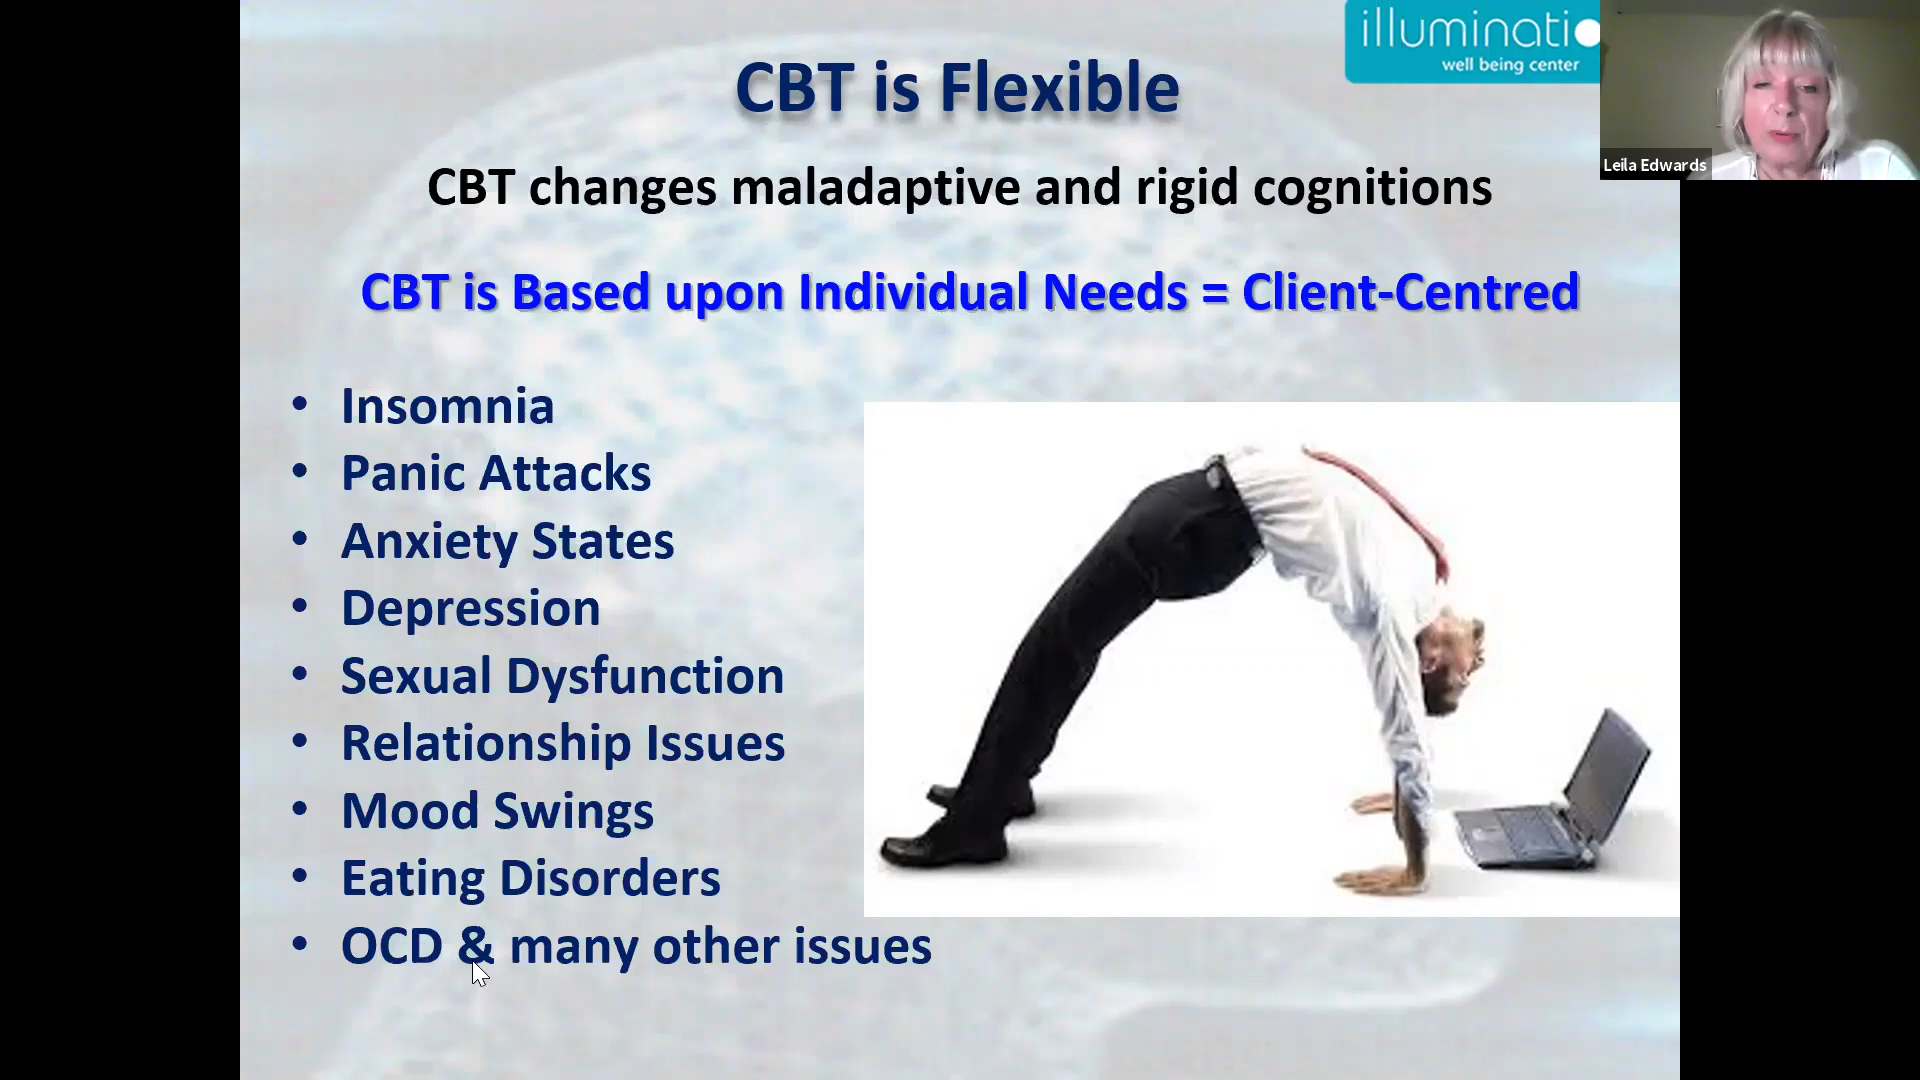 illuminati
well being center
CBT is Flexible
Leila Edwards
CBT changes maladaptive and rigid cognitions
CBT is Based upon Individual Needs = Client-Centred
• Insomnia
• Panic Attacks
• Anxiety States
• Depression
• Sexual Dysfunction
• Relationship Issues
• Mood Swings
• Eating Disorders
• OCD & many other issues